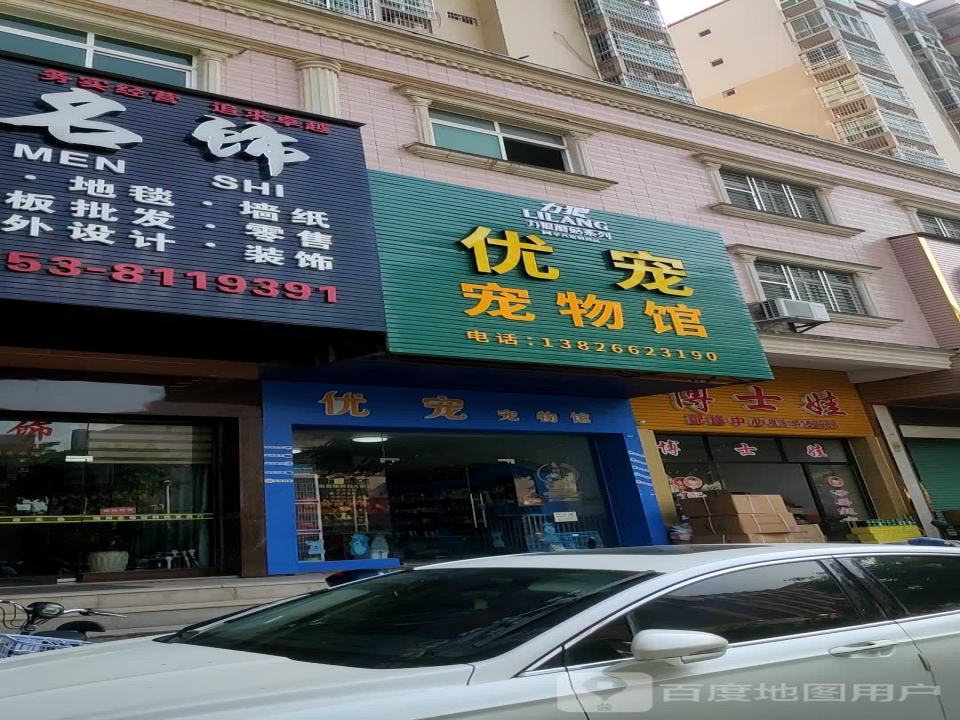 务实经营 追求卓越
名饰
MEN SHI
·地毯·墙纸
板批发·零售
外设计·装饰
53-8119391
力狼
LILANG
优宠
宠物馆
电话:13826623190
优宠 宠物馆
博士娃
博士娃
饰
百度地图用户